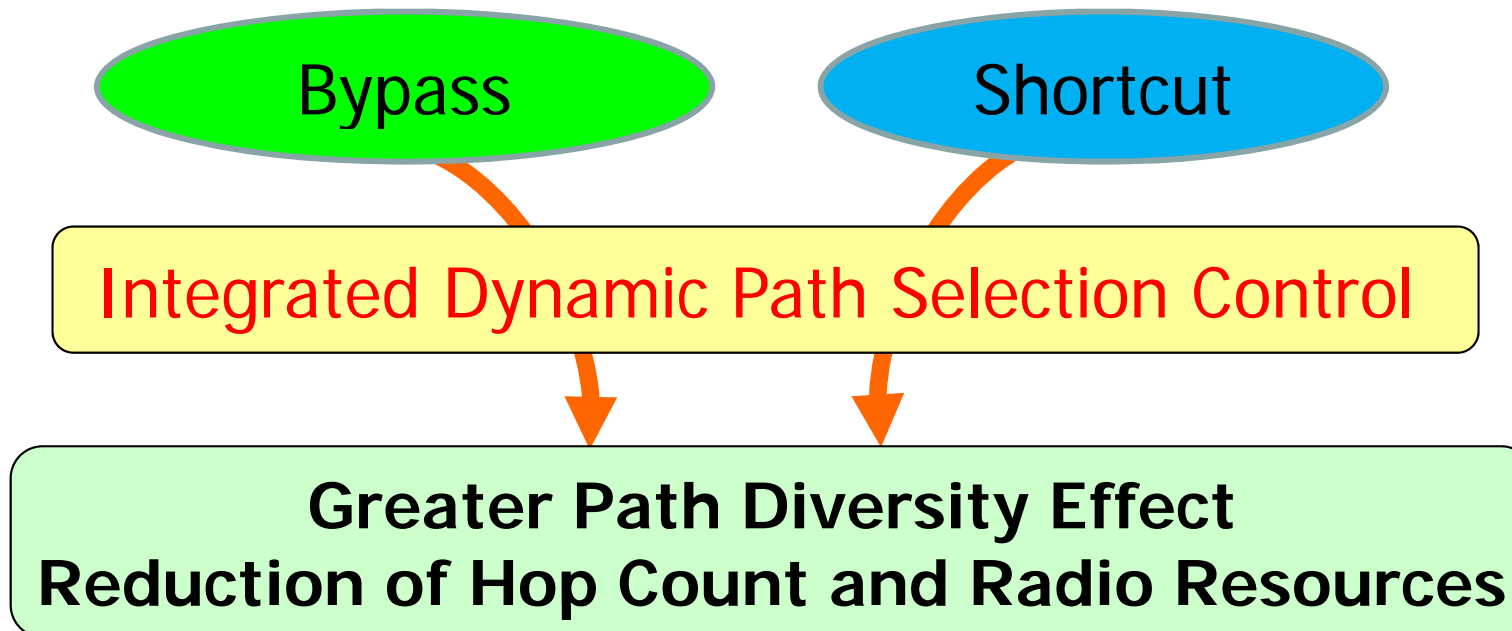 Bypass
Shortcut
Integrated Dynamic Path Selection Control
Greater Path Diversity Effect
Reduction of Hop Count and Radio Resources